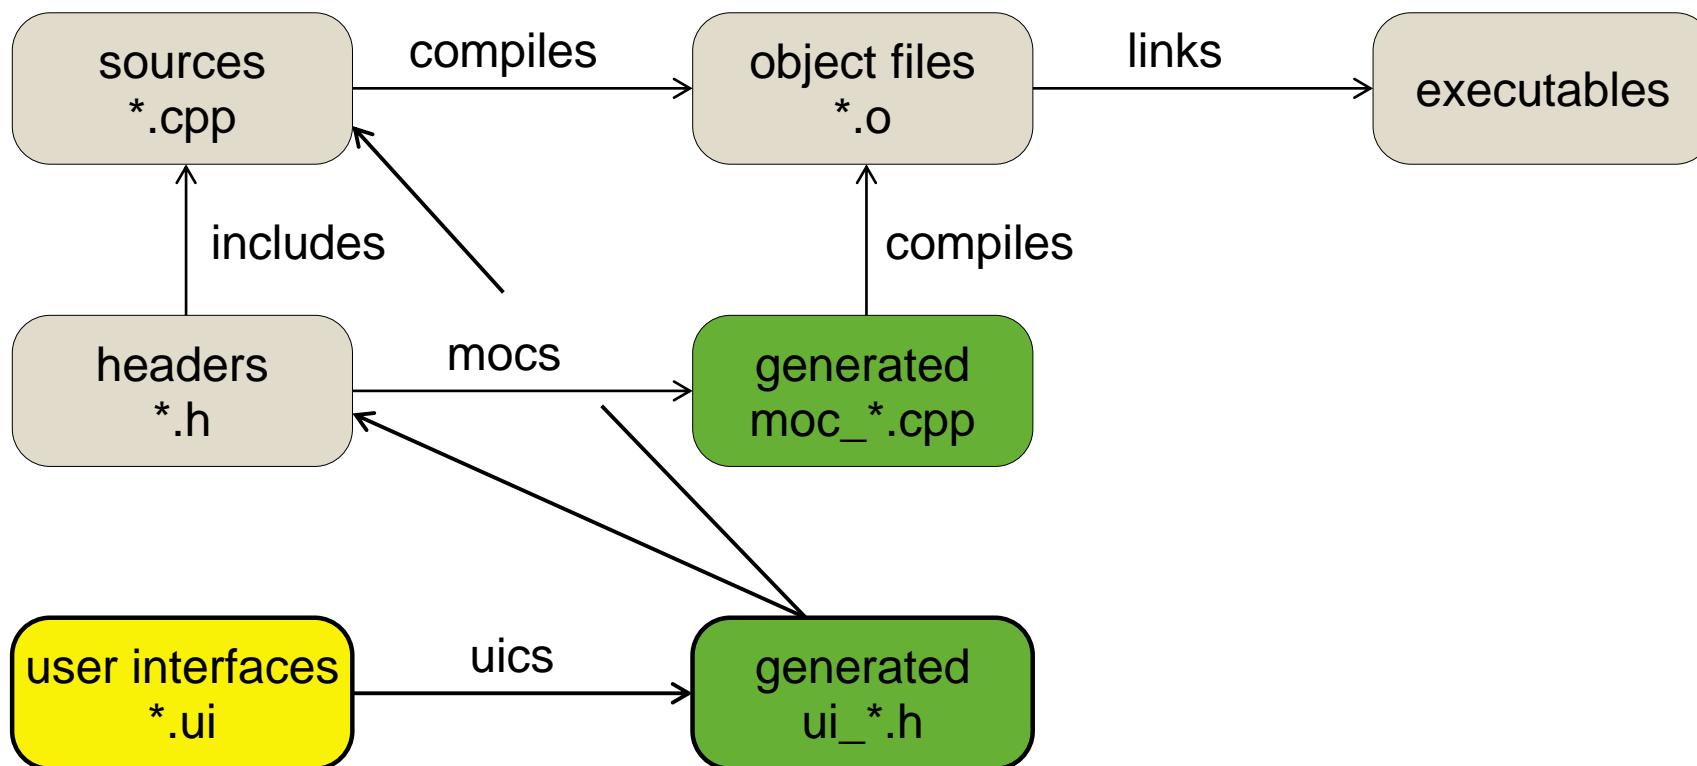 sources
*.cpp
compiles
object files
*.o
links
executables
includes
compiles
headers
*.h
mocs
generated
moc_*.cpp
user interfaces
*.ui
uics
generated
ui_*.h